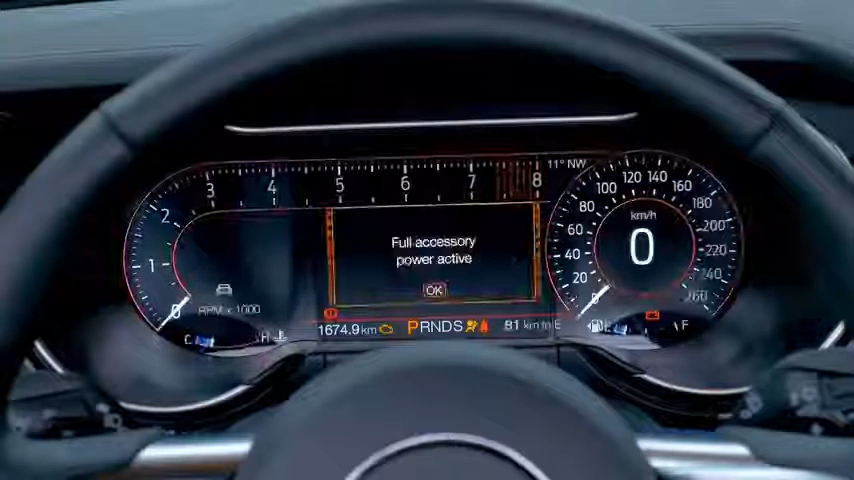 11° NW
3 4 5 6 7 8
2
1
0
RPM x 1000
C H
Full accessory
power active
OK
1674.9 km
PRNDS
81 km to E
km/h
0
20 40 60 80 100 120 140 160 180 200 220 240 260
E F